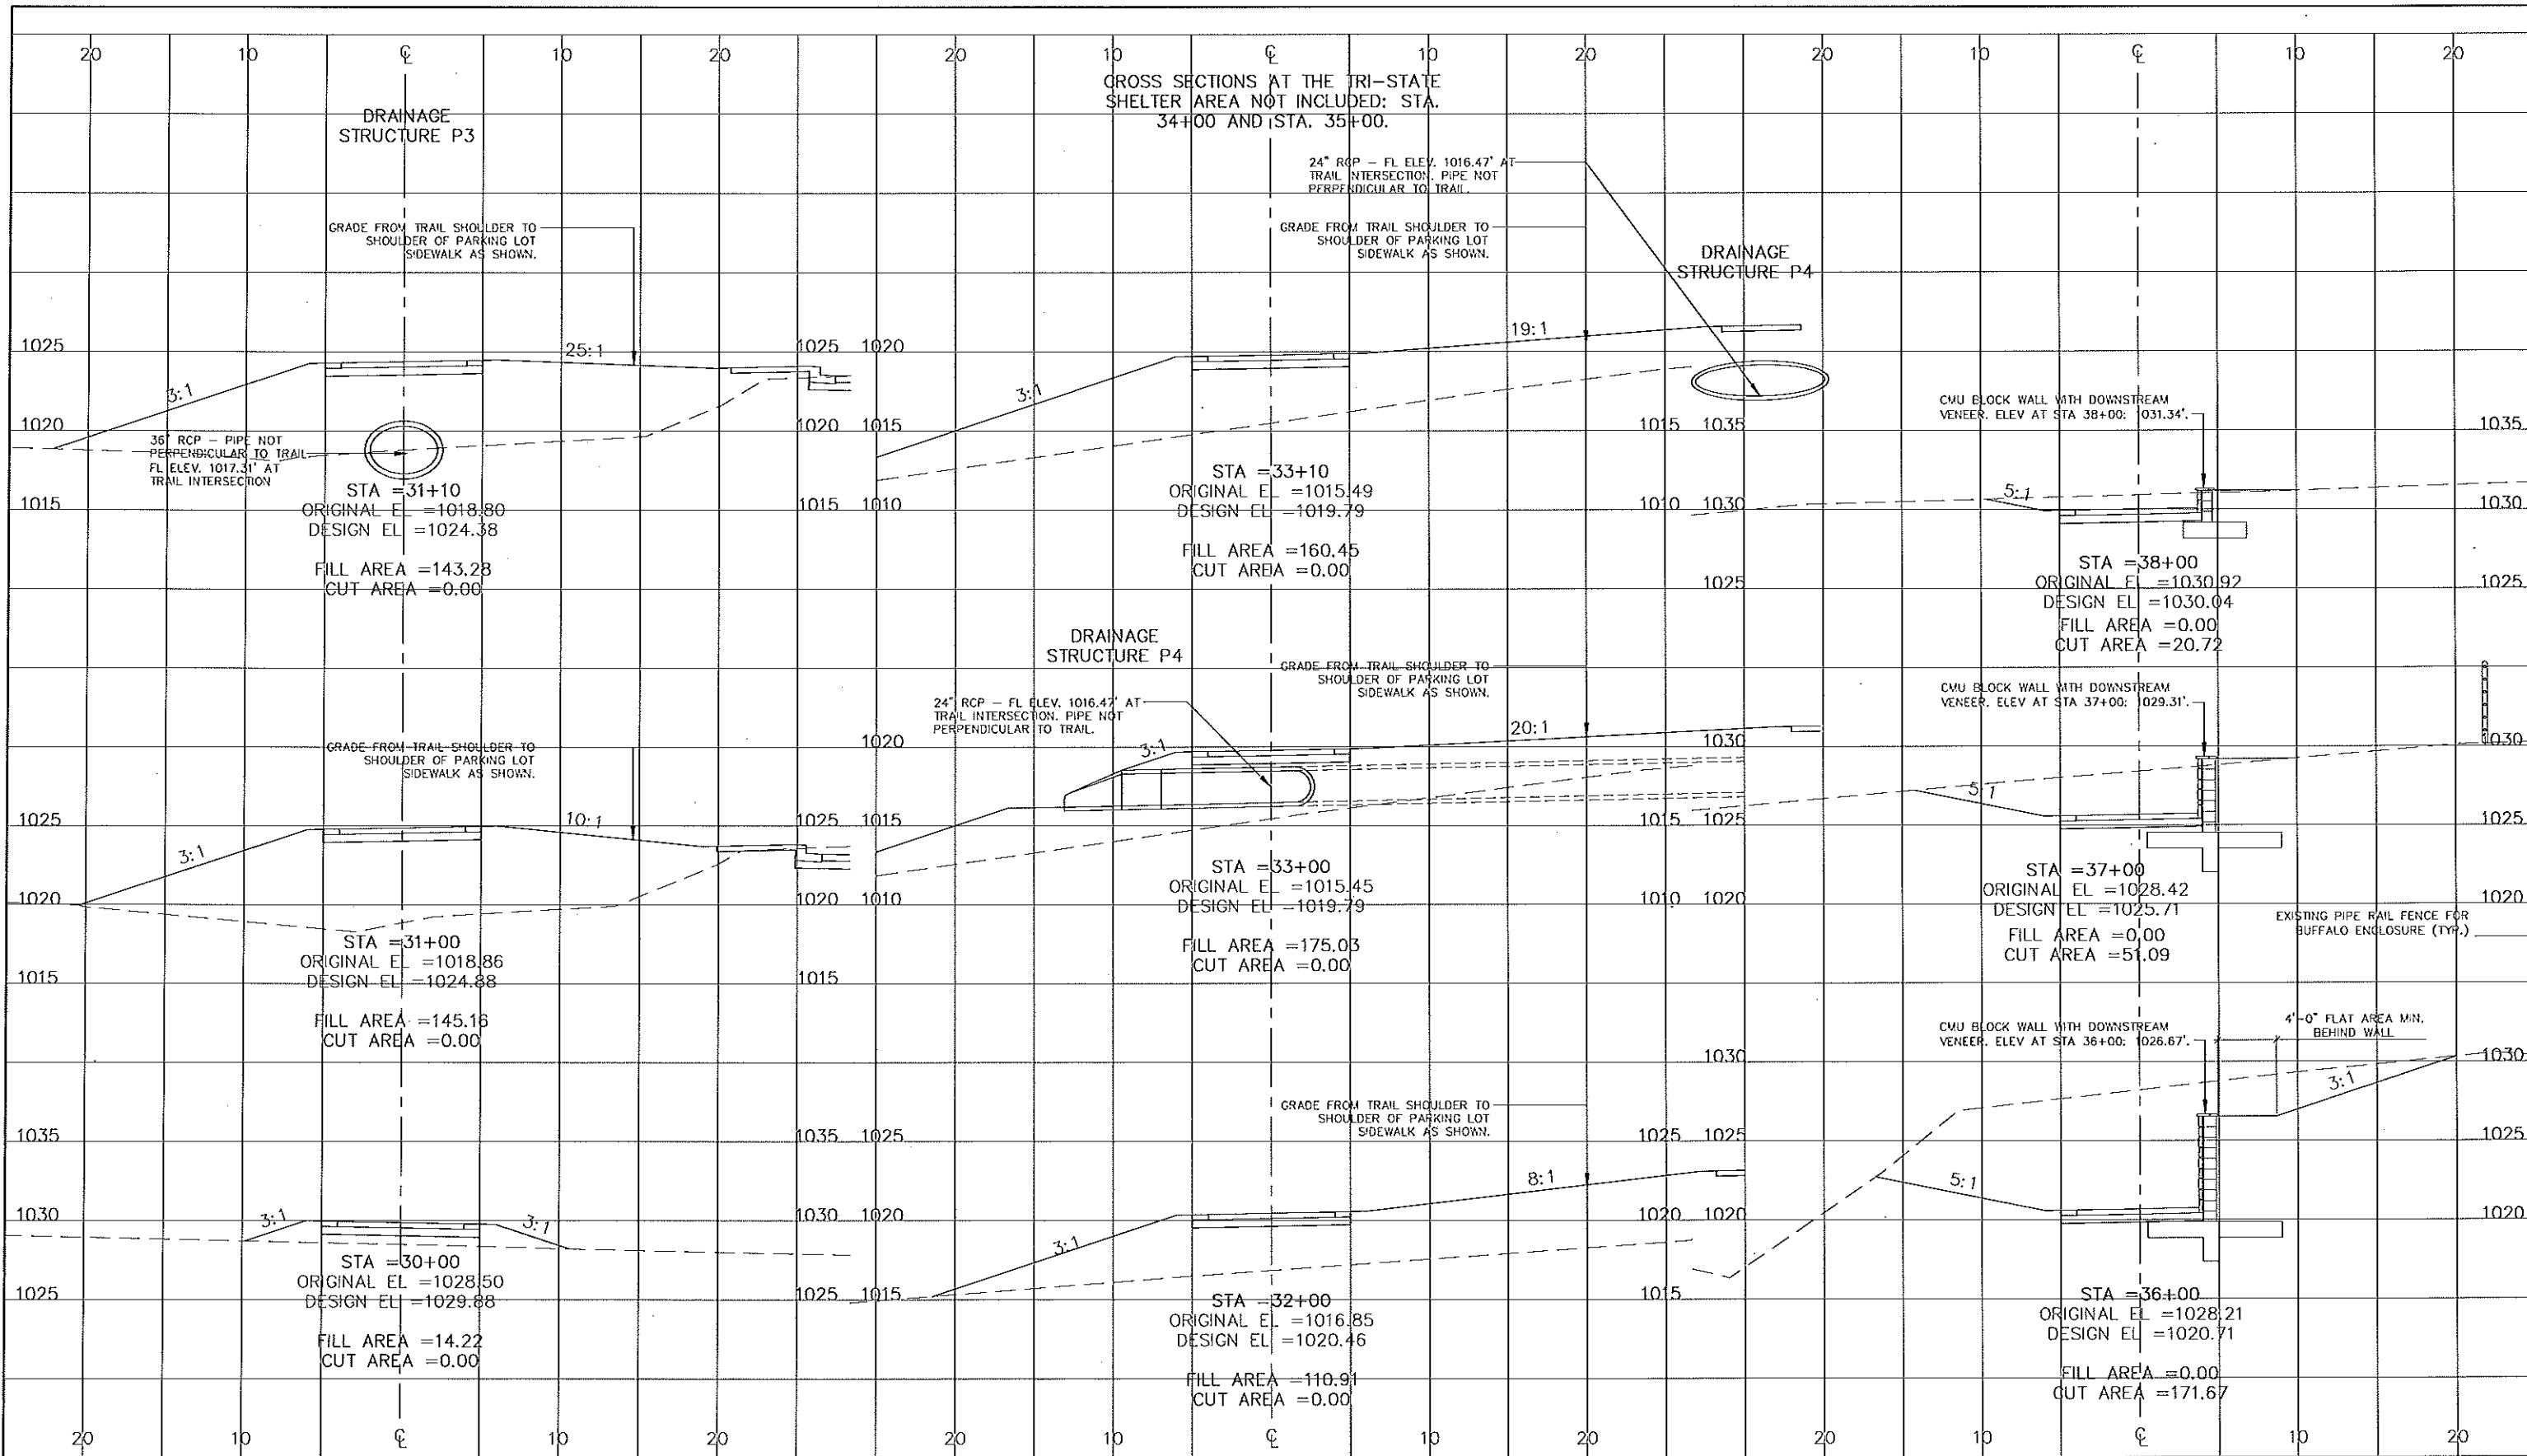 20 10 ℄ 10 20 20 10 ℄ 10 20 20 10 ℄ 10 20
DRAINAGE
STRUCTURE P3
GRADE FROM TRAIL SHOULDER TO
SHOULDER OF PARKING LOT
SIDEWALK AS SHOWN.
1025 3:1 25:1 1025
1020 1020
36" RCP – PIPE NOT
PERPENDICULAR TO TRAIL
FL ELEV. 1017.31' AT
TRAIL INTERSECTION
1015 1015
STA =31+10
ORIGINAL EL =1018.80
DESIGN EL =1024.38
FILL AREA =143.28
CUT AREA =0.00
GRADE FROM TRAIL SHOULDER TO
SHOULDER OF PARKING LOT
SIDEWALK AS SHOWN.
1025 3:1 10:1 1025
1020 1020
1015 1015
STA =31+00
ORIGINAL EL =1018.86
DESIGN EL =1024.88
FILL AREA =145.16
CUT AREA =0.00
1035 1035
1030 3:1 3:1 1030
1025 1025
STA =30+00
ORIGINAL EL =1028.50
DESIGN EL =1029.88
FILL AREA =14.22
CUT AREA =0.00
CROSS SECTIONS AT THE TRI-STATE
SHELTER AREA NOT INCLUDED: STA.
34+00 AND STA. 35+00.
24" RCP – FL ELEV. 1016.47' AT
TRAIL INTERSECTION. PIPE NOT
PERPENDICULAR TO TRAIL.
GRADE FROM TRAIL SHOULDER TO
SHOULDER OF PARKING LOT
SIDEWALK AS SHOWN.
DRAINAGE
STRUCTURE P4
1020 3:1 19:1
1015 1015
1010 1010
STA =33+10
ORIGINAL EL =1015.49
DESIGN EL =1019.79
FILL AREA =160.45
CUT AREA =0.00
DRAINAGE
STRUCTURE P4
24" RCP – FL ELEV. 1016.47' AT
TRAIL INTERSECTION. PIPE NOT
PERPENDICULAR TO TRAIL.
GRADE FROM TRAIL SHOULDER TO
SHOULDER OF PARKING LOT
SIDEWALK AS SHOWN.
1020 3:1 20:1
1015 1015
1010 1010
STA =33+00
ORIGINAL EL =1015.45
DESIGN EL =1019.79
FILL AREA =175.03
CUT AREA =0.00
GRADE FROM TRAIL SHOULDER TO
SHOULDER OF PARKING LOT
SIDEWALK AS SHOWN.
1025 1025
1020 3:1 8:1 1020
1015 1015
STA =32+00
ORIGINAL EL =1016.85
DESIGN EL =1020.46
FILL AREA =110.91
CUT AREA =0.00
CMU BLOCK WALL WITH DOWNSTREAM
VENEER. ELEV AT STA 38+00: 1031.34'.
1035 1035
1030 5:1 1030
1025 1025
STA =38+00
ORIGINAL EL =1030.92
DESIGN EL =1030.04
FILL AREA =0.00
CUT AREA =20.72
CMU BLOCK WALL WITH DOWNSTREAM
VENEER. ELEV AT STA 37+00: 1029.31'.
1030 1030
1025 5:1 1025
1020 1020
STA =37+00
ORIGINAL EL =1028.42
DESIGN EL =1025.71
FILL AREA =0.00
CUT AREA =51.09
EXISTING PIPE RAIL FENCE FOR
BUFFALO ENCLOSURE (TYP.)
CMU BLOCK WALL WITH DOWNSTREAM
VENEER. ELEV AT STA 36+00: 1026.67'.
4'-0" FLAT AREA MIN.
BEHIND WALL
1030 3:1 1030
1025 1025
1020 5:1 1020
STA =36+00
ORIGINAL EL =1028.21
DESIGN EL =1020.71
FILL AREA =0.00
CUT AREA =171.67
20 10 ℄ 10 20 20 10 ℄ 10 20 20 10 ℄ 10 20